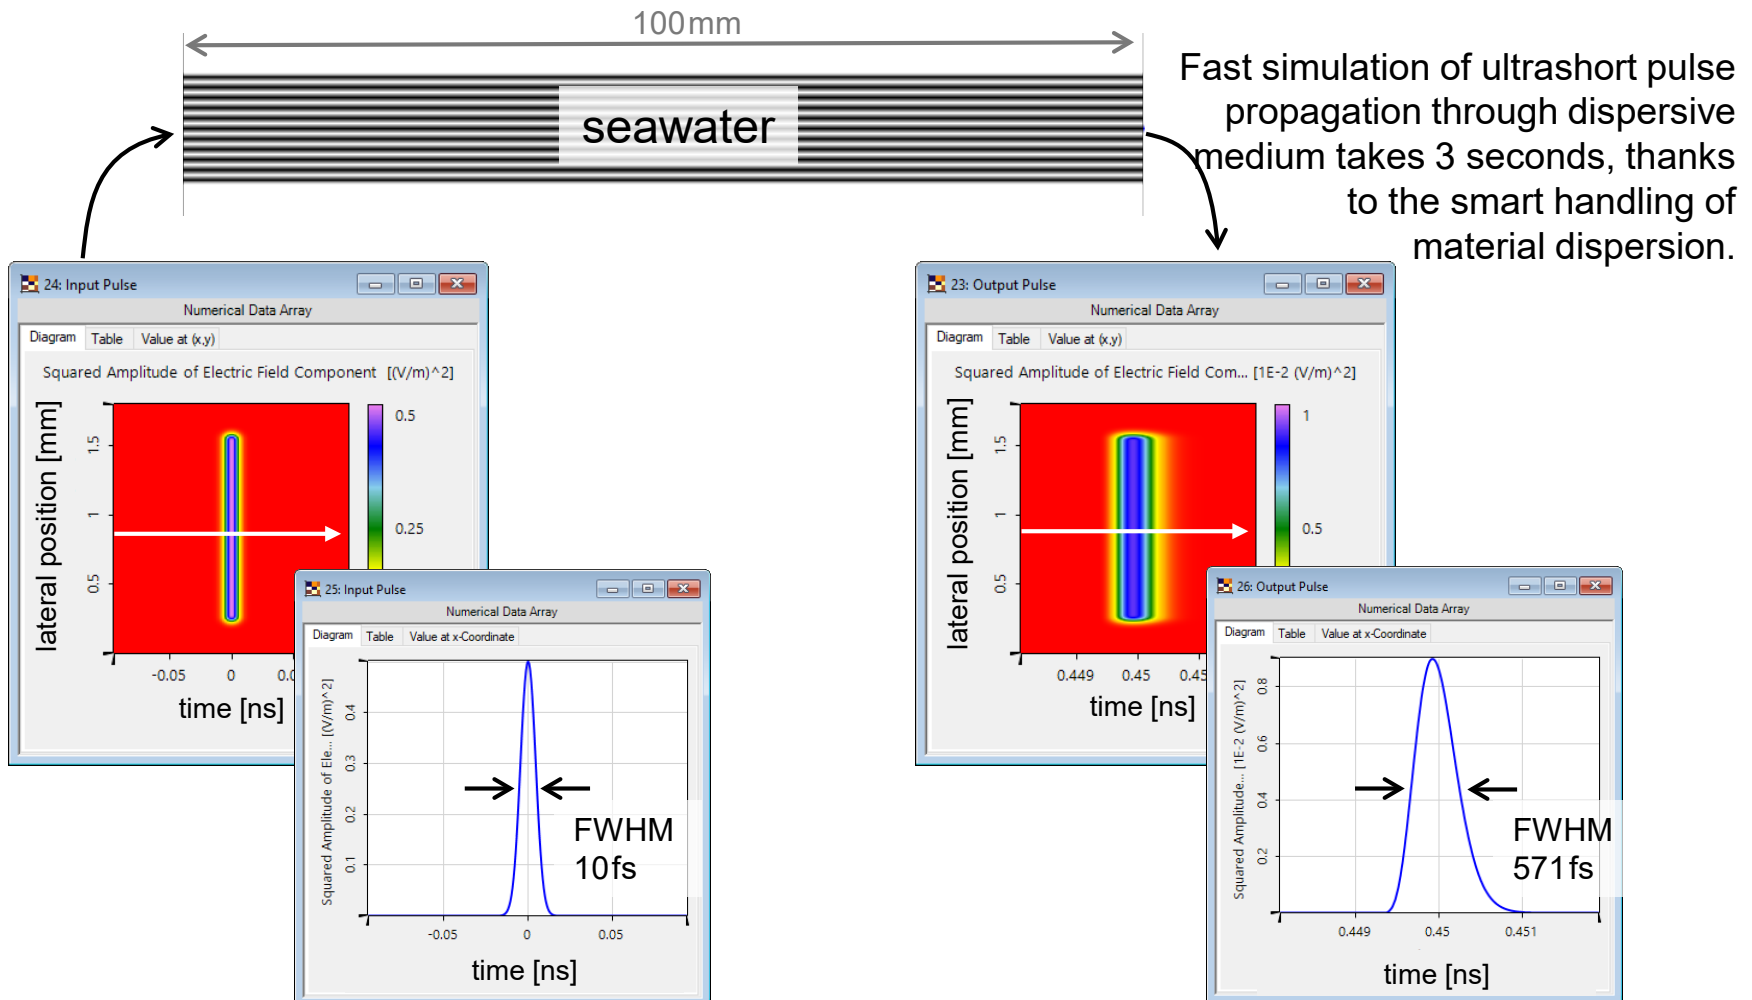 100mm
seawater
Fast simulation of ultrashort pulse
propagation through dispersive
medium takes 3 seconds, thanks
to the smart handling of
material dispersion.
24: Input Pulse
Numerical Data Array
Diagram Table Value at (x,y)
Squared Amplitude of Electric Field Component [(V/m)^2]
lateral position [mm]
1.5
1
0.5
0.5
0.25
-0.05 0
time [ns]
25: Input Pulse
Numerical Data Array
Diagram Table Value at x-Coordinate
Squared Amplitude of Ele... [(V/m)^2]
0.4
0.3
0.2
0.1
FWHM
10fs
-0.05 0 0.05
time [ns]
23: Output Pulse
Numerical Data Array
Diagram Table Value at (x,y)
Squared Amplitude of Electric Field Com... [1E-2 (V/m)^2]
lateral position [mm]
1.5
1
0.5
1
0.5
0.449 0.45
time [ns]
26: Output Pulse
Numerical Data Array
Diagram Table Value at x-Coordinate
Squared Amplitude... [1E-2 (V/m)^2]
0.8
0.6
0.4
0.2
FWHM
571fs
0.449 0.45 0.451
time [ns]